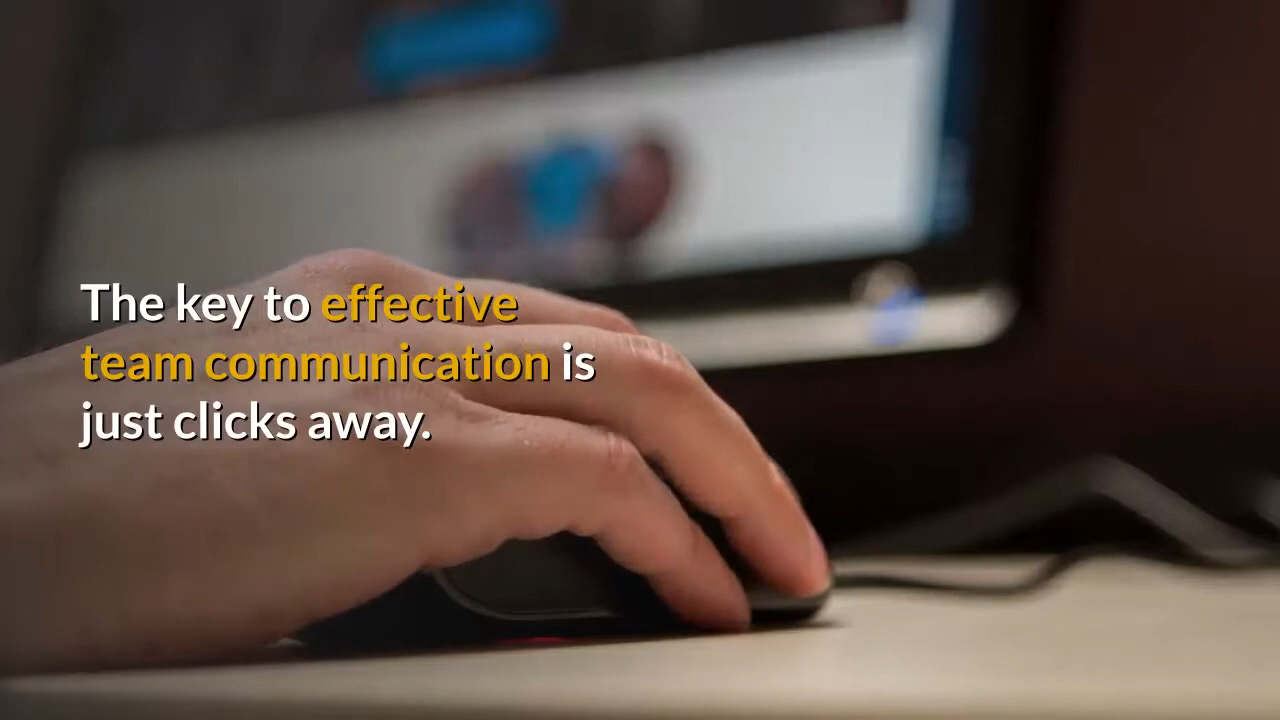 The key to effective
team communication is
just clicks away.